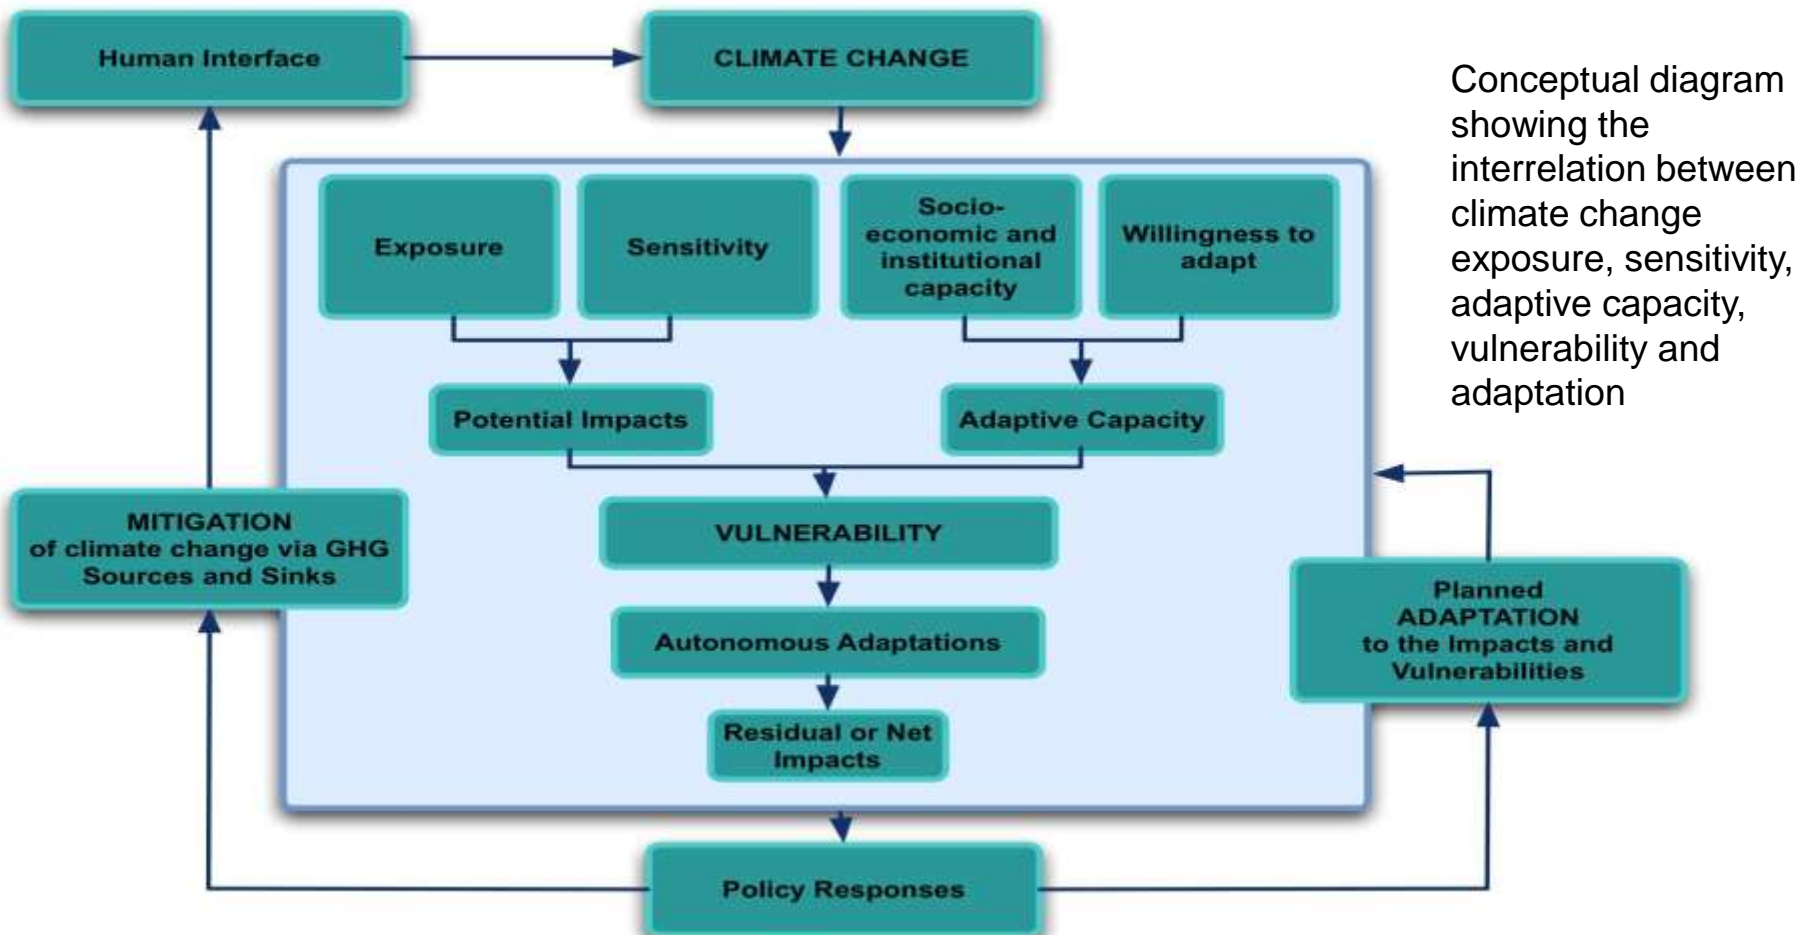 Human Interface
CLIMATE CHANGE
Conceptual diagram
showing the
interrelation between
climate change
exposure, sensitivity,
adaptive capacity,
vulnerability and
adaptation
Exposure
Sensitivity
Socio-
economic and
institutional
capacity
Willingness to
adapt
Potential Impacts
Adaptive Capacity
MITIGATION
of climate change via GHG
Sources and Sinks
VULNERABILITY
Autonomous Adaptations
Residual or Net
Impacts
Planned
ADAPTATION
to the Impacts and
Vulnerabilities
Policy Responses